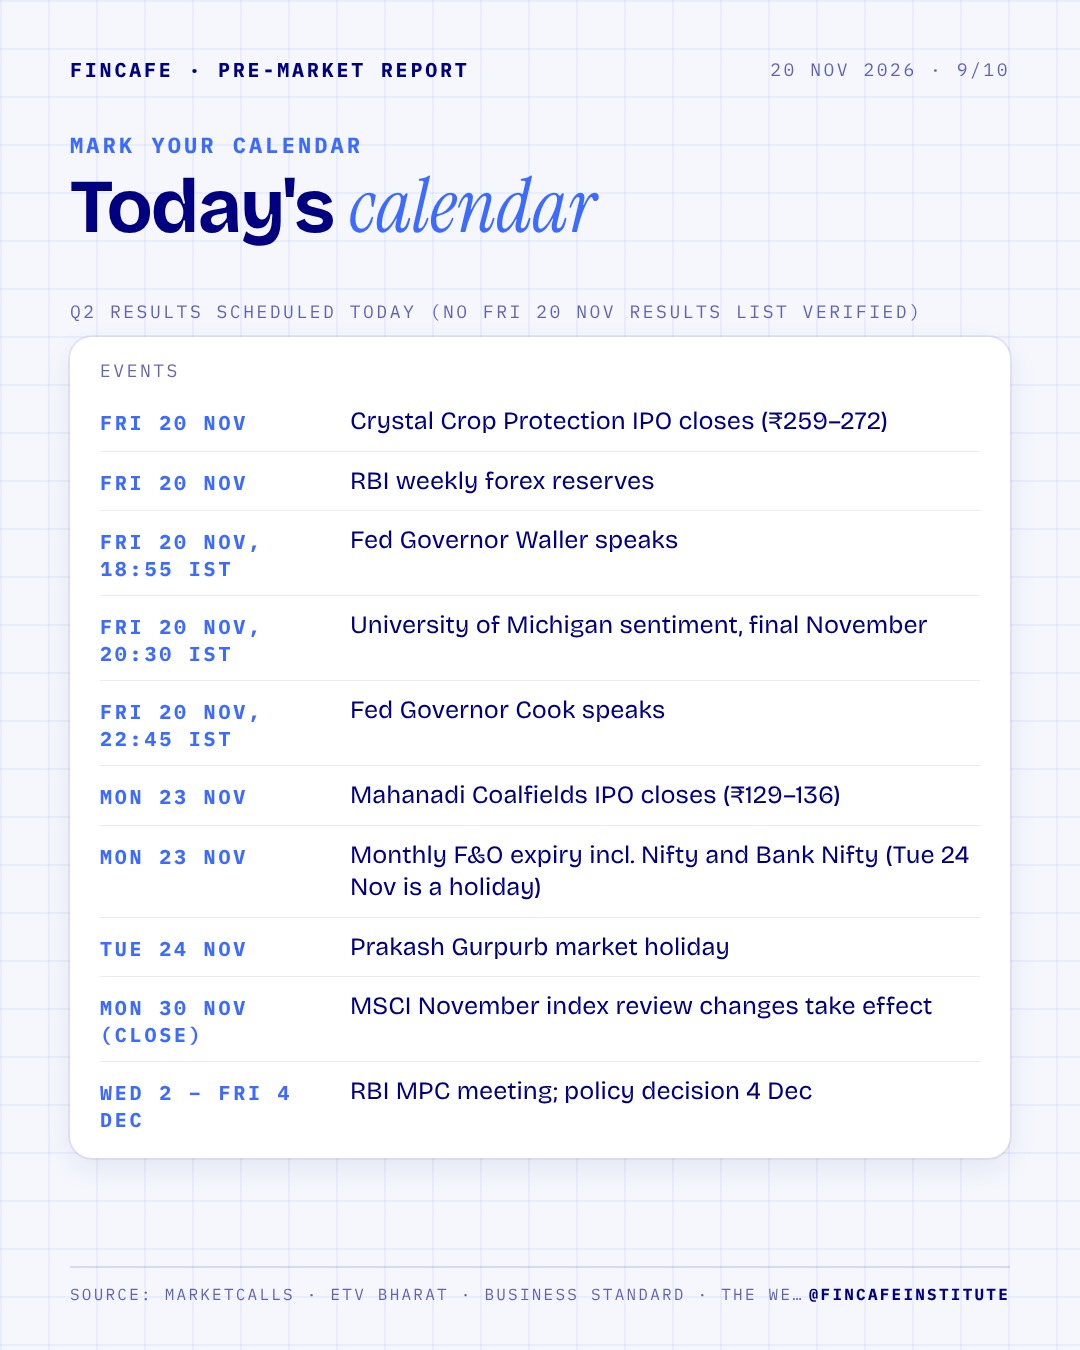 FINCAFE · PRE-MARKET REPORT
20 NOV 2026 · 9/10
MARK YOUR CALENDAR
Today's calendar
Q2 RESULTS SCHEDULED TODAY (NO FRI 20 NOV RESULTS LIST VERIFIED)
EVENTS
FRI 20 NOV
Crystal Crop Protection IPO closes (₹259–272)
FRI 20 NOV
RBI weekly forex reserves
FRI 20 NOV,
18:55 IST
Fed Governor Waller speaks
FRI 20 NOV,
20:30 IST
University of Michigan sentiment, final November
FRI 20 NOV,
22:45 IST
Fed Governor Cook speaks
MON 23 NOV
Mahanadi Coalfields IPO closes (₹129–136)
MON 23 NOV
Monthly F&O expiry incl. Nifty and Bank Nifty (Tue 24
Nov is a holiday)
TUE 24 NOV
Prakash Gurpurb market holiday
MON 30 NOV
(CLOSE)
MSCI November index review changes take effect
WED 2 – FRI 4
DEC
RBI MPC meeting; policy decision 4 Dec
SOURCE: MARKETCALLS · ETV BHARAT · BUSINESS STANDARD · THE WE…
@FINCAFEINSTITUTE